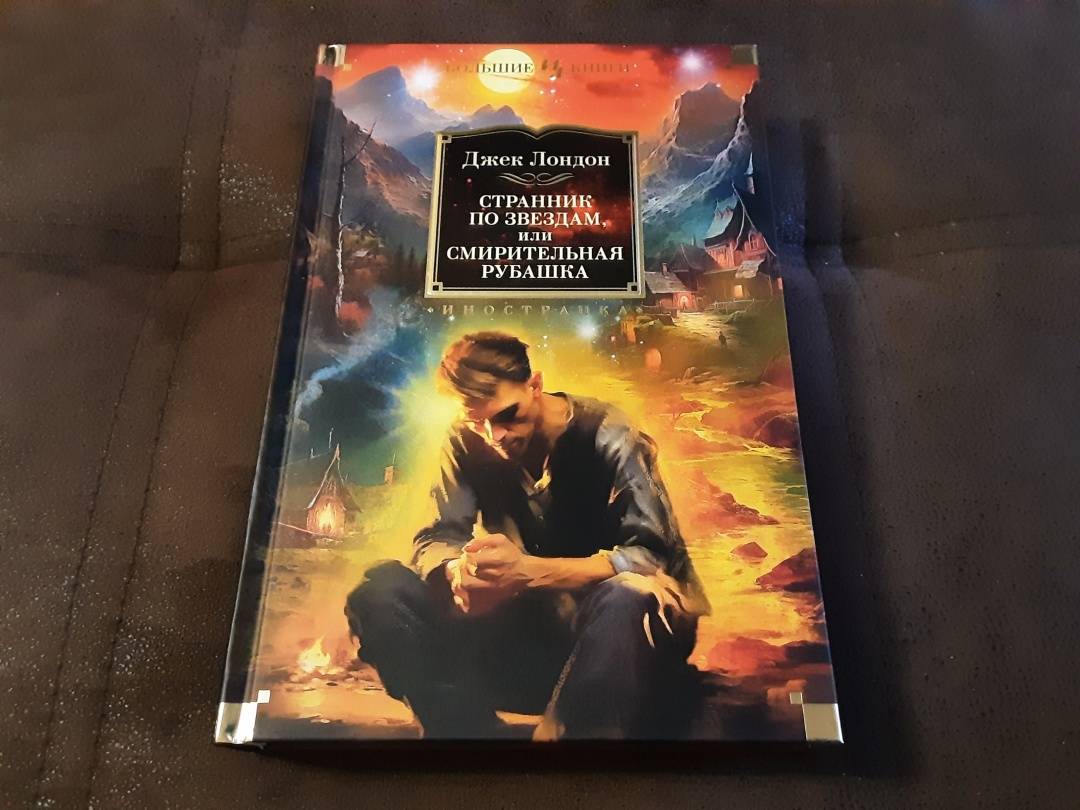 БОЛЬШИЕ КНИГИ
Джек Лондон
СТРАННИК
ПО ЗВЕЗДАМ,
или
СМИРИТЕЛЬНАЯ
РУБАШКА
«ИНОСТРАНКА»